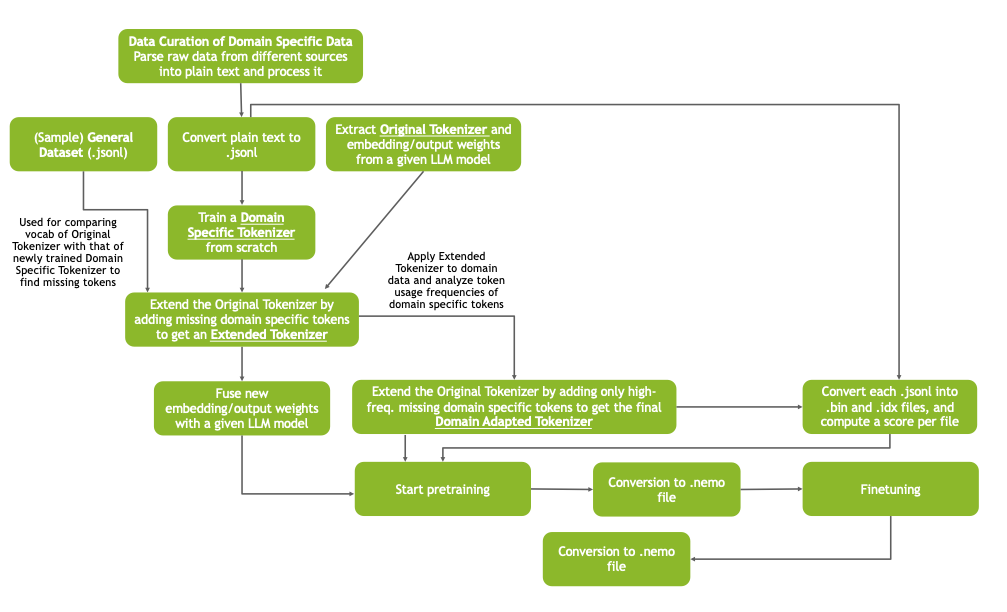 Data Curation of Domain Specific Data
Parse raw data from different sources
into plain text and process it
(Sample) General
Dataset (.jsonl)
Convert plain text to
.jsonl
Extract Original Tokenizer and
embedding/output weights
from a given LLM model
Used for comparing
vocab of Original
Tokenizer with that of
newly trained Domain
Specific Tokenizer to
find missing tokens
Train a Domain
Specific Tokenizer
from scratch
Apply Extended
Tokenizer to domain
data and analyze token
usage frequencies of
domain specific tokens
Extend the Original Tokenizer by
adding missing domain specific tokens
to get an Extended Tokenizer
Fuse new
embedding/output weights
with a given LLM model
Extend the Original Tokenizer by adding only high-
freq. missing domain specific tokens to get the final
Domain Adapted Tokenizer
Convert each .jsonl into
.bin and .idx files, and
compute a score per file
Start pretraining
Conversion to .nemo
file
Finetuning
Conversion to .nemo
file